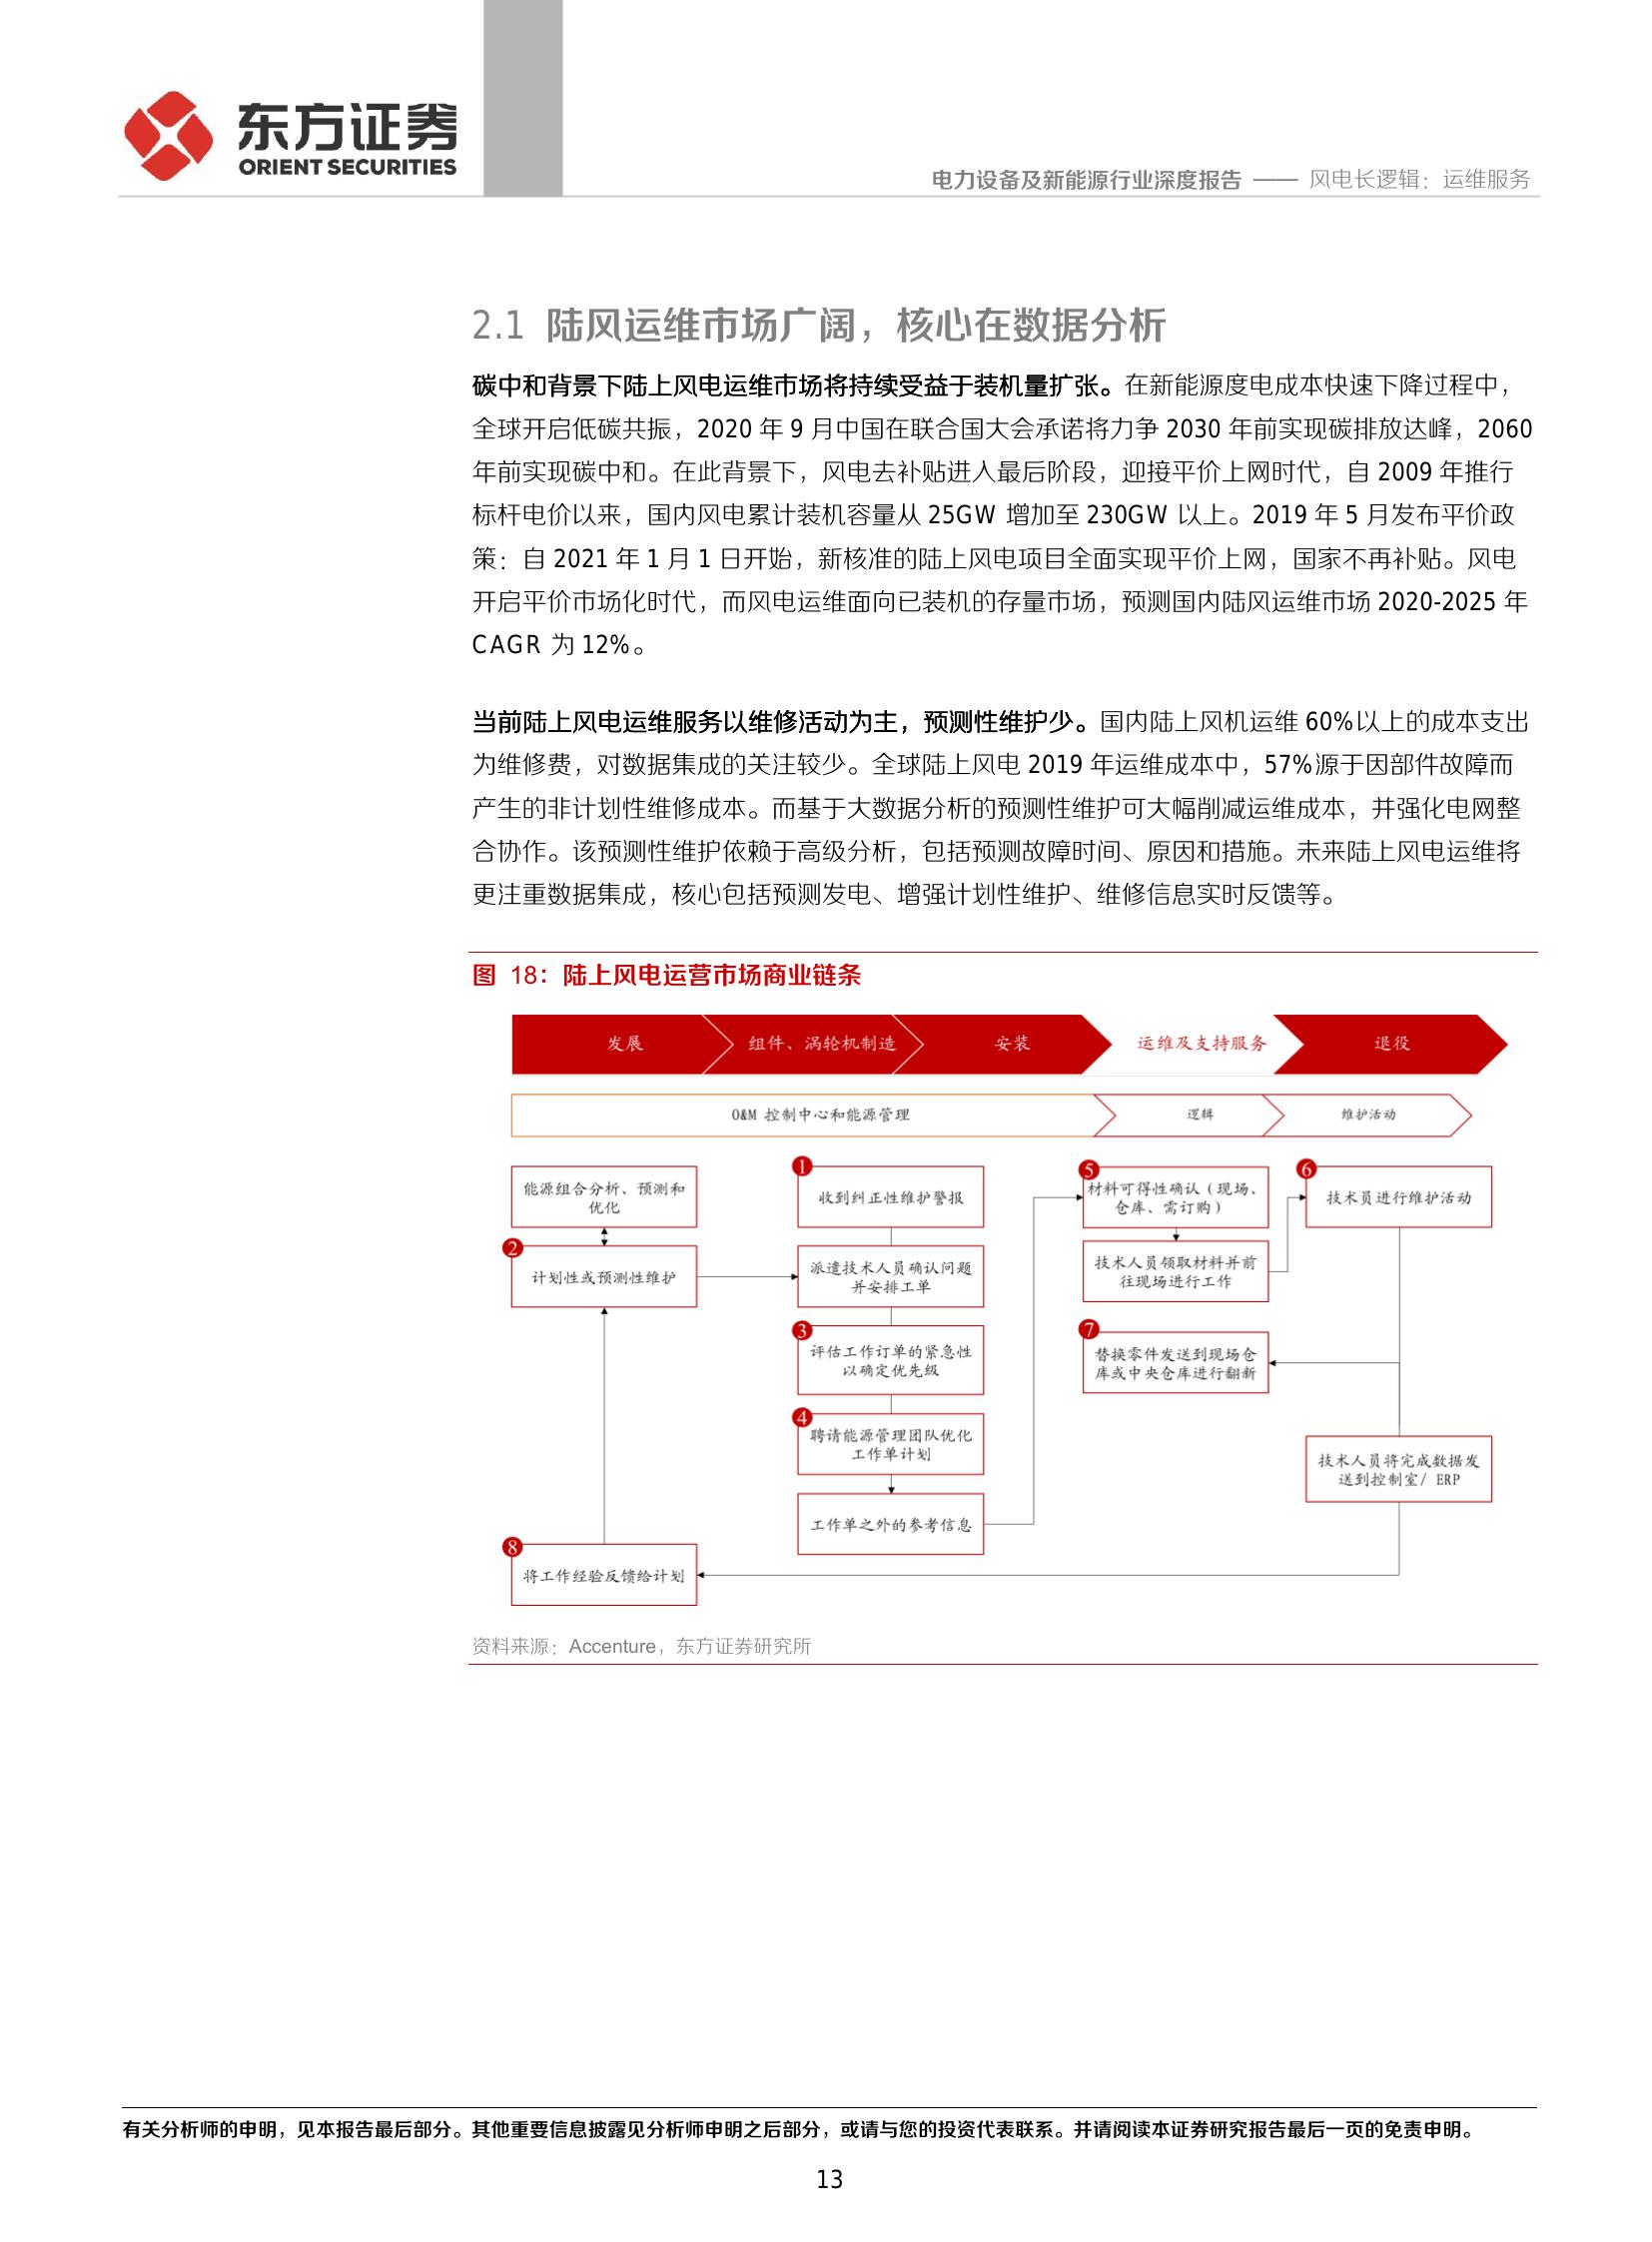 东方证券
ORIENT SECURITIES
电力设备及新能源行业深度报告 —— 风电长逻辑：运维服务
2.1 陆风运维市场广阔，核心在数据分析
碳中和背景下陆上风电运维市场将持续受益于装机量扩张。在新能源度电成本快速下降过程中，
全球开启低碳共振，2020 年 9 月中国在联合国大会承诺将力争 2030 年前实现碳排放达峰，2060
年前实现碳中和。在此背景下，风电去补贴进入最后阶段，迎接平价上网时代，自 2009 年推行
标杆电价以来，国内风电累计装机容量从 25GW 增加至 230GW 以上。2019 年 5 月发布平价政
策：自 2021 年 1 月 1 日开始，新核准的陆上风电项目全面实现平价上网，国家不再补贴。风电
开启平价市场化时代，而风电运维面向已装机的存量市场，预测国内陆风运维市场 2020-2025 年
CAGR 为 12%。
当前陆上风电运维服务以维修活动为主，预测性维护少。国内陆上风机运维 60%以上的成本支出
为维修费，对数据集成的关注较少。全球陆上风电 2019 年运维成本中，57%源于因部件故障而
产生的非计划性维修成本。而基于大数据分析的预测性维护可大幅削减运维成本，并强化电网整
合协作。该预测性维护依赖于高级分析，包括预测故障时间、原因和措施。未来陆上风电运维将
更注重数据集成，核心包括预测发电、增强计划性维护、维修信息实时反馈等。
图 18：陆上风电运营市场商业链条
发展
组件、涡轮机制造
安装
运维及支持服务
退役
O&M 控制中心和能源管理
逻辑
维护活动
能源组合分析、预测和
优化
2
计划性或预测性维护
1
收到纠正性维护警报
派遣技术人员确认问题
并安排工单
3
评估工作订单的紧急性
以确定优先级
4
聘请能源管理团队优化
工作单计划
工作单之外的参考信息
5
材料可得性确认（现场、
仓库、需订购）
技术人员领取材料并前
往现场进行工作
6
技术员进行维护活动
7
替换零件发送到现场仓
库或中央仓库进行翻新
技术人员将完成数据发
送到控制室/ ERP
8
将工作经验反馈给计划
资料来源：Accenture，东方证券研究所
有关分析师的申明，见本报告最后部分。其他重要信息披露见分析师申明之后部分，或请与您的投资代表联系。并请阅读本证券研究报告最后一页的免责申明。
13